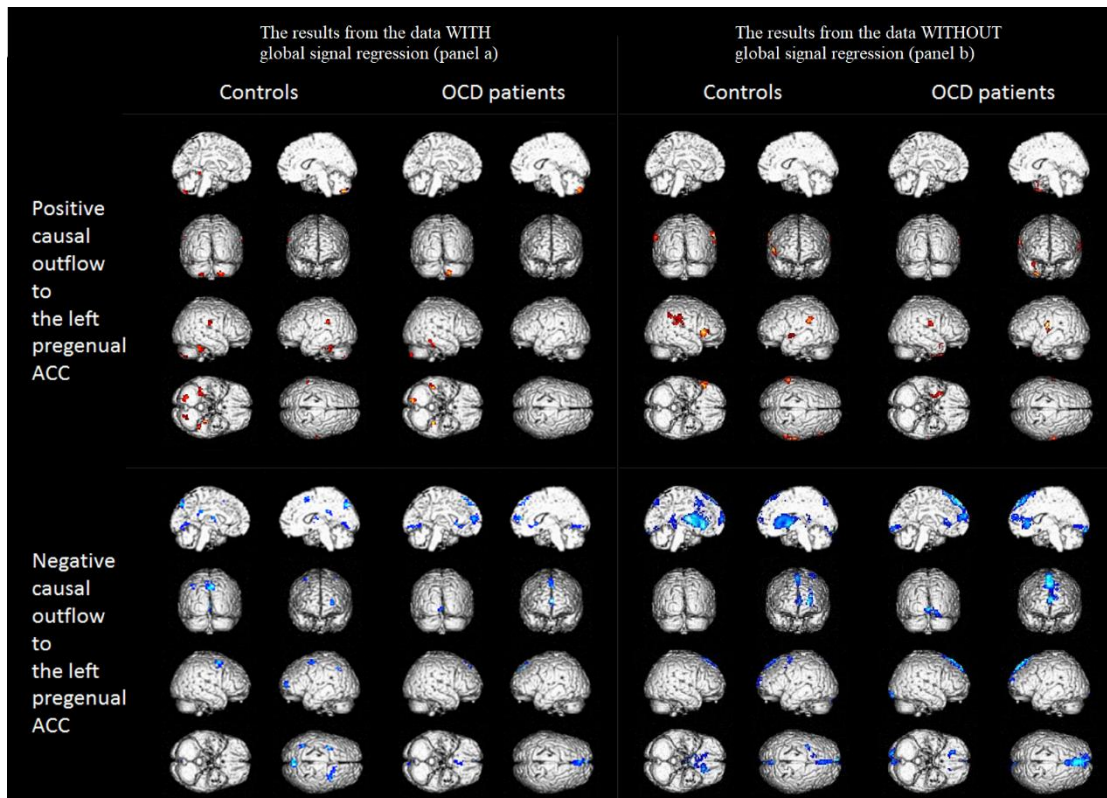 The results from the data WITH
global signal regression (panel a)
The results from the data WITHOUT
global signal regression (panel b)
Controls
OCD patients
Controls
OCD patients
Positive
causal
outflow
to
the left
pregenual
ACC
Negative
causal
outflow
to
the left
pregenual
ACC